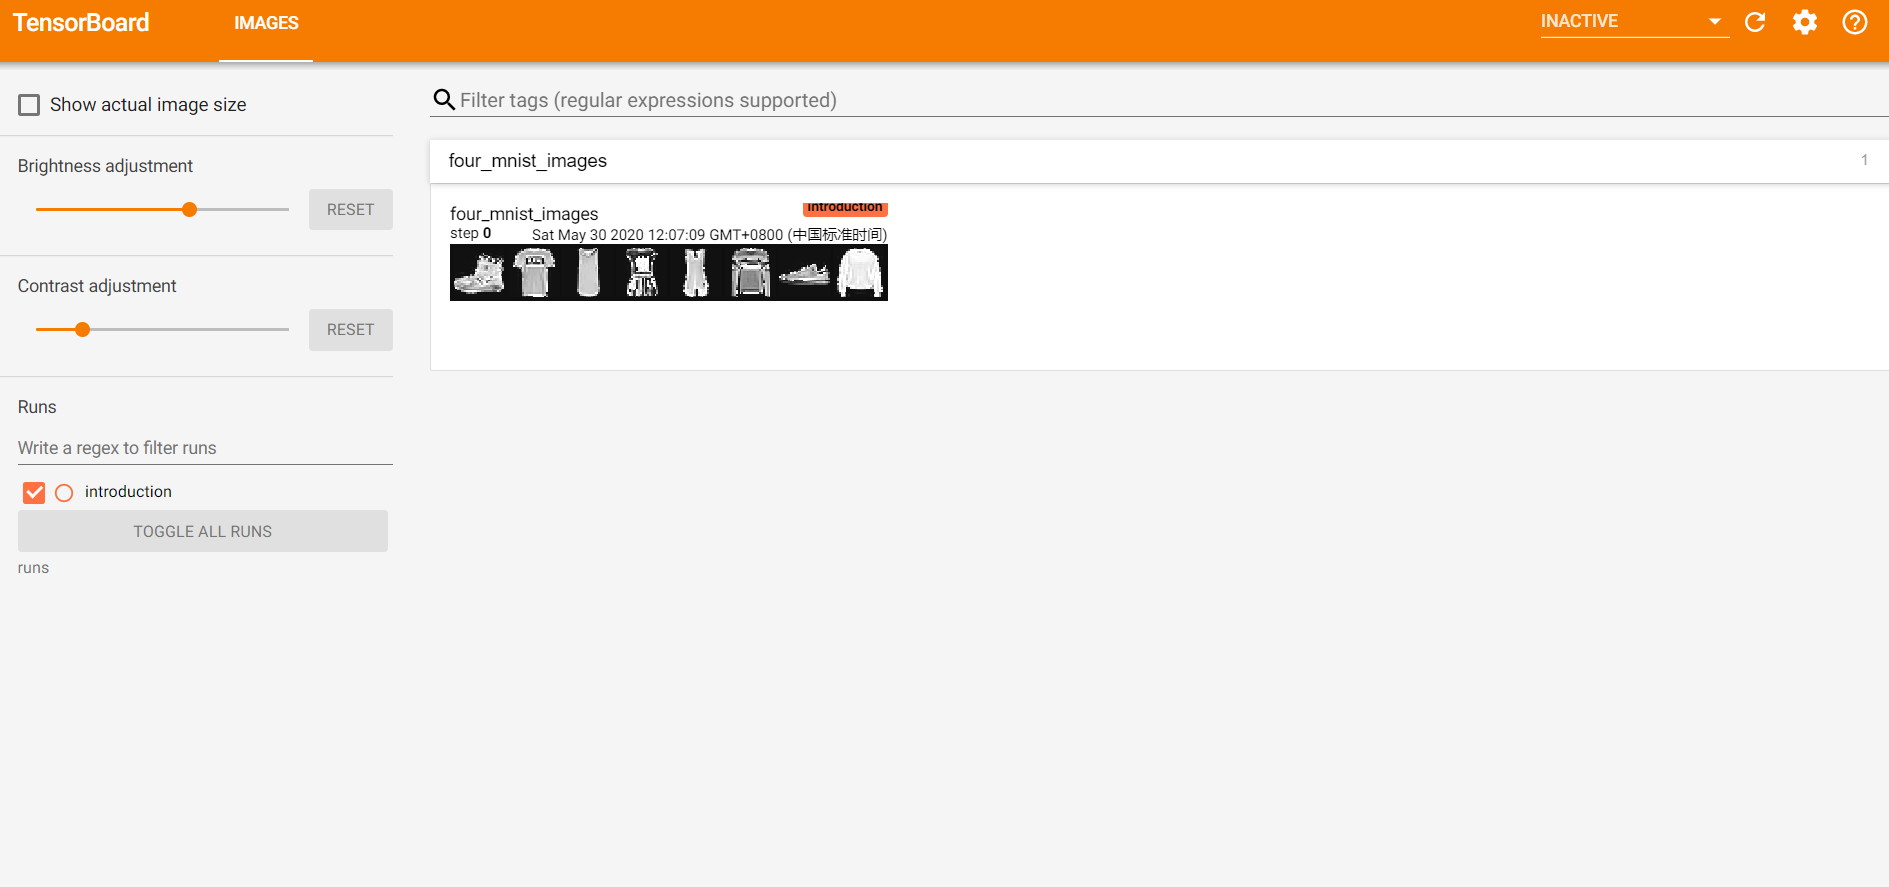 TensorBoard
IMAGES
INACTIVE
Show actual image size
Brightness adjustment
RESET
Contrast adjustment
RESET
Runs
Write a regex to filter runs
introduction
TOGGLE ALL RUNS
runs
Filter tags (regular expressions supported)
four_mnist_images
1
four_mnist_images
introduction
step 0
Sat May 30 2020 12:07:09 GMT+0800 (中国标准时间)